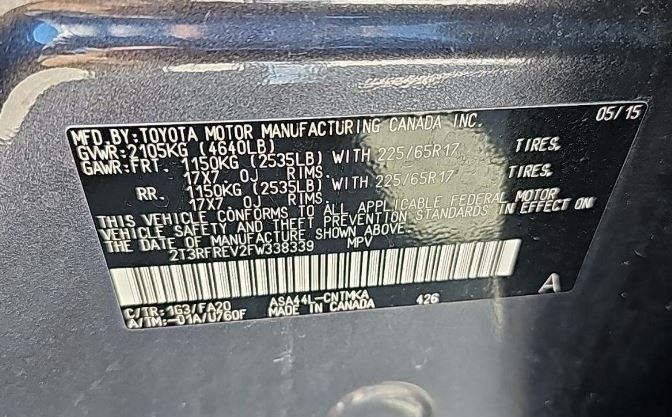 MFD. BY: TOYOTA MOTOR MANUFACTURING CANADA INC. 05/15
GVWR: 2105KG (4640LB)
GAWR: FRT. 1150KG (2535LB) WITH 225/65R17 TIRES.
17X7.0J RIMS.
RR. 1150KG (2535LB) WITH 225/65R17 TIRES.
17X7.0J RIMS.
THIS VEHICLE CONFORMS TO ALL APPLICABLE FEDERAL MOTOR
VEHICLE SAFETY AND THEFT PREVENTION STANDARDS IN EFFECT ON
THE DATE OF MANUFACTURE SHOWN ABOVE.
2T3RFREV2FW338339 MPV
C/TR: 1G3/FA20 ASA44L-CNTMKA 426 A
A/TM: -01A/U760F MADE IN CANADA